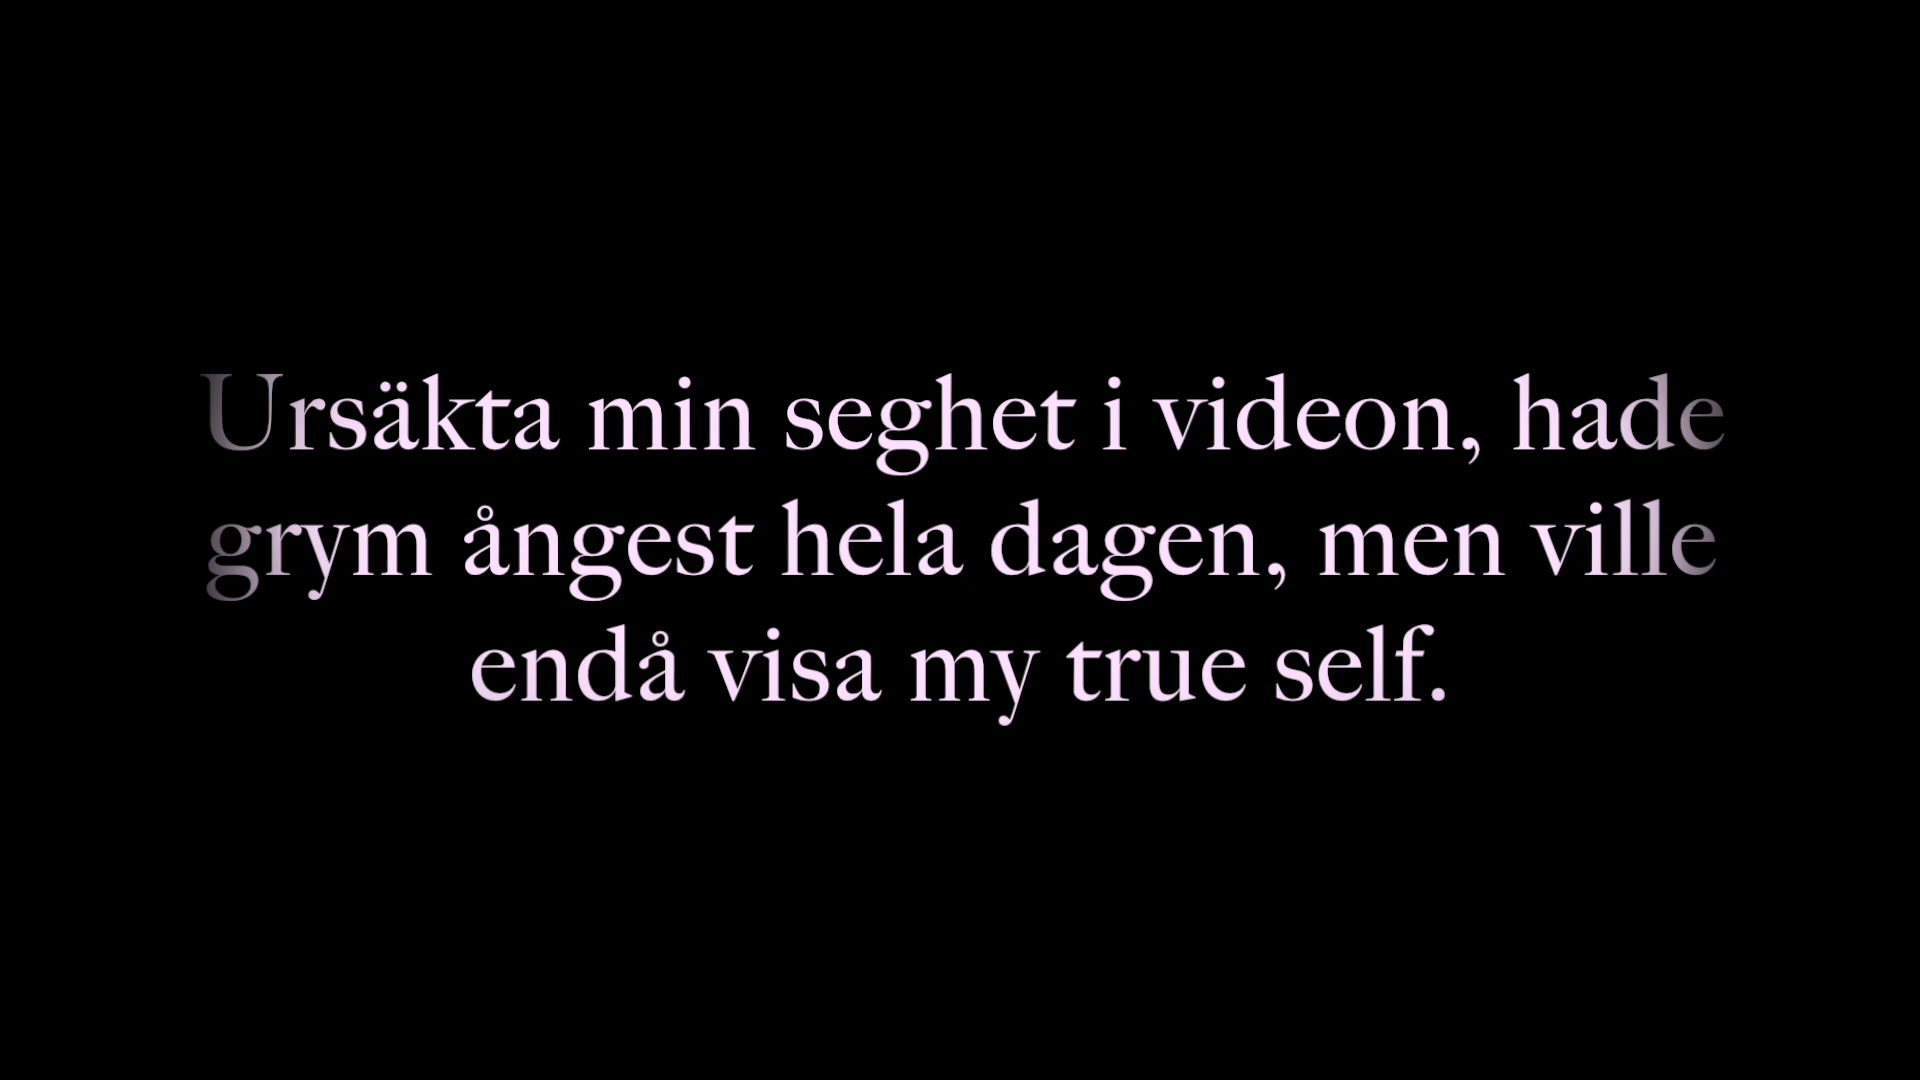 Ursäkta min seghet i videon, hade
grym ångest hela dagen, men ville
endå visa my true self.